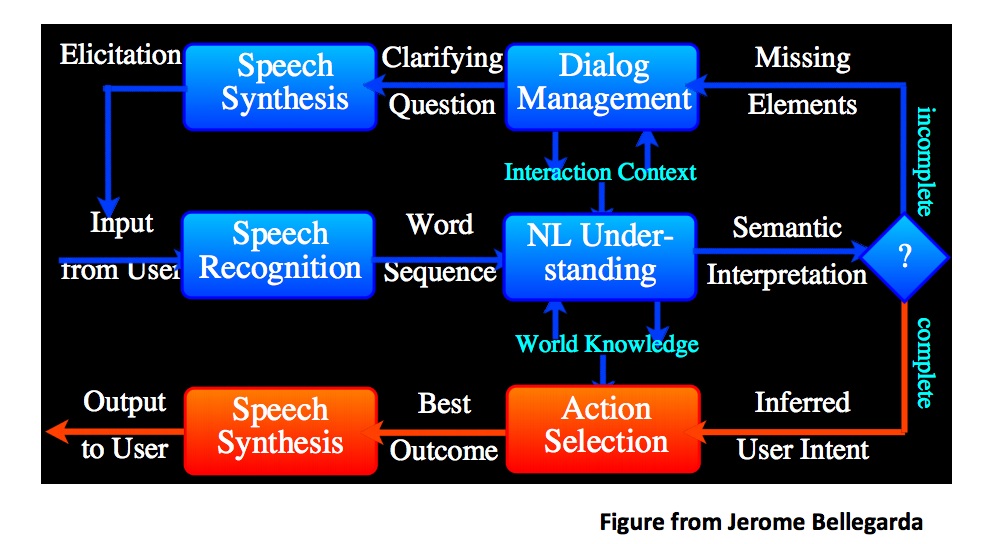 Elicitation
Speech
Synthesis
Clarifying
Question
Dialog
Management
Missing
Elements
incomplete
Interaction Context
Input
from User
Speech
Recognition
Word
Sequence
NL Under-
standing
Semantic
Interpretation
?
World Knowledge
complete
Output
to User
Speech
Synthesis
Best
Outcome
Action
Selection
Inferred
User Intent
Figure from Jerome Bellegarda